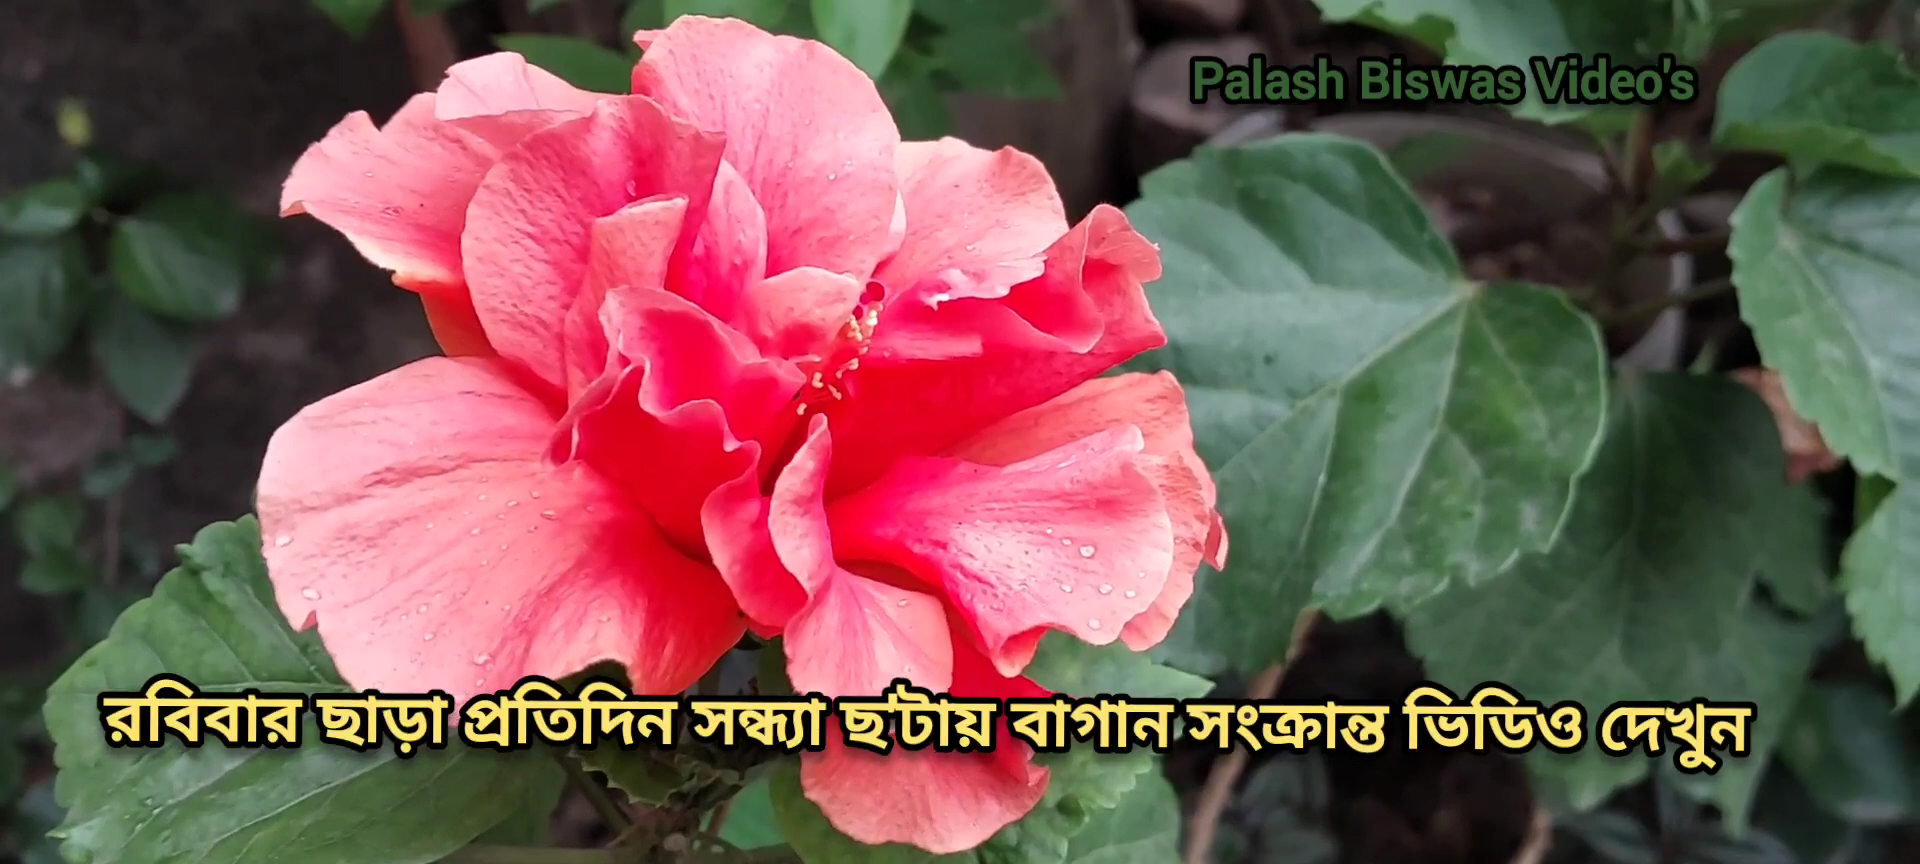 Palash Biswas Video's
রবিবার ছাড়া প্রতিদিন সন্ধ্যা ছ'টায় বাগান সংক্রান্ত ভিডিও দেখুন